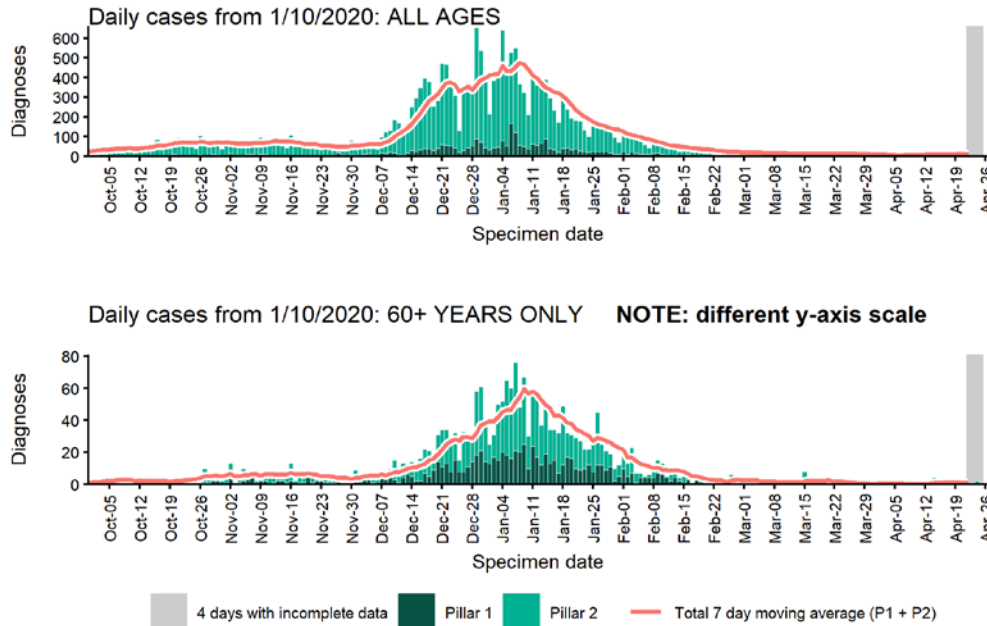 Daily cases from 1/10/2020: ALL AGES
Diagnoses
600
500
400
300
200
100
0
Oct-05
Oct-12
Oct-19
Oct-26
Nov-02
Nov-09
Nov-16
Nov-23
Nov-30
Dec-07
Dec-14
Dec-21
Dec-28
Jan-04
Jan-11
Jan-18
Jan-25
Feb-01
Feb-08
Feb-15
Feb-22
Mar-01
Mar-08
Mar-15
Mar-22
Mar-29
Apr-05
Apr-12
Apr-19
Apr-26
Specimen date
Daily cases from 1/10/2020: 60+ YEARS ONLY NOTE: different y-axis scale
Diagnoses
80
60
40
20
0
Oct-05
Oct-12
Oct-19
Oct-26
Nov-02
Nov-09
Nov-16
Nov-23
Nov-30
Dec-07
Dec-14
Dec-21
Dec-28
Jan-04
Jan-11
Jan-18
Jan-25
Feb-01
Feb-08
Feb-15
Feb-22
Mar-01
Mar-08
Mar-15
Mar-22
Mar-29
Apr-05
Apr-12
Apr-19
Apr-26
Specimen date
4 days with incomplete data Pillar 1 Pillar 2 Total 7 day moving average (P1 + P2)